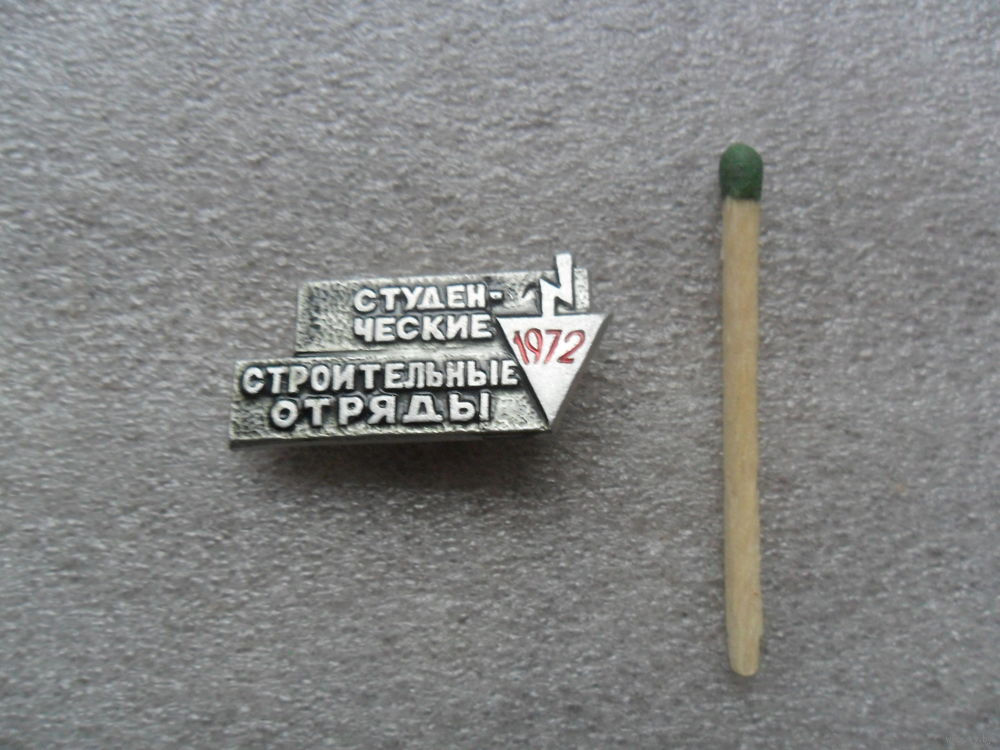 СТУДЕН-
ЧЕСКИЕ
1972
СТРОИТЕЛЬНЫЕ
ОТРЯДЫ